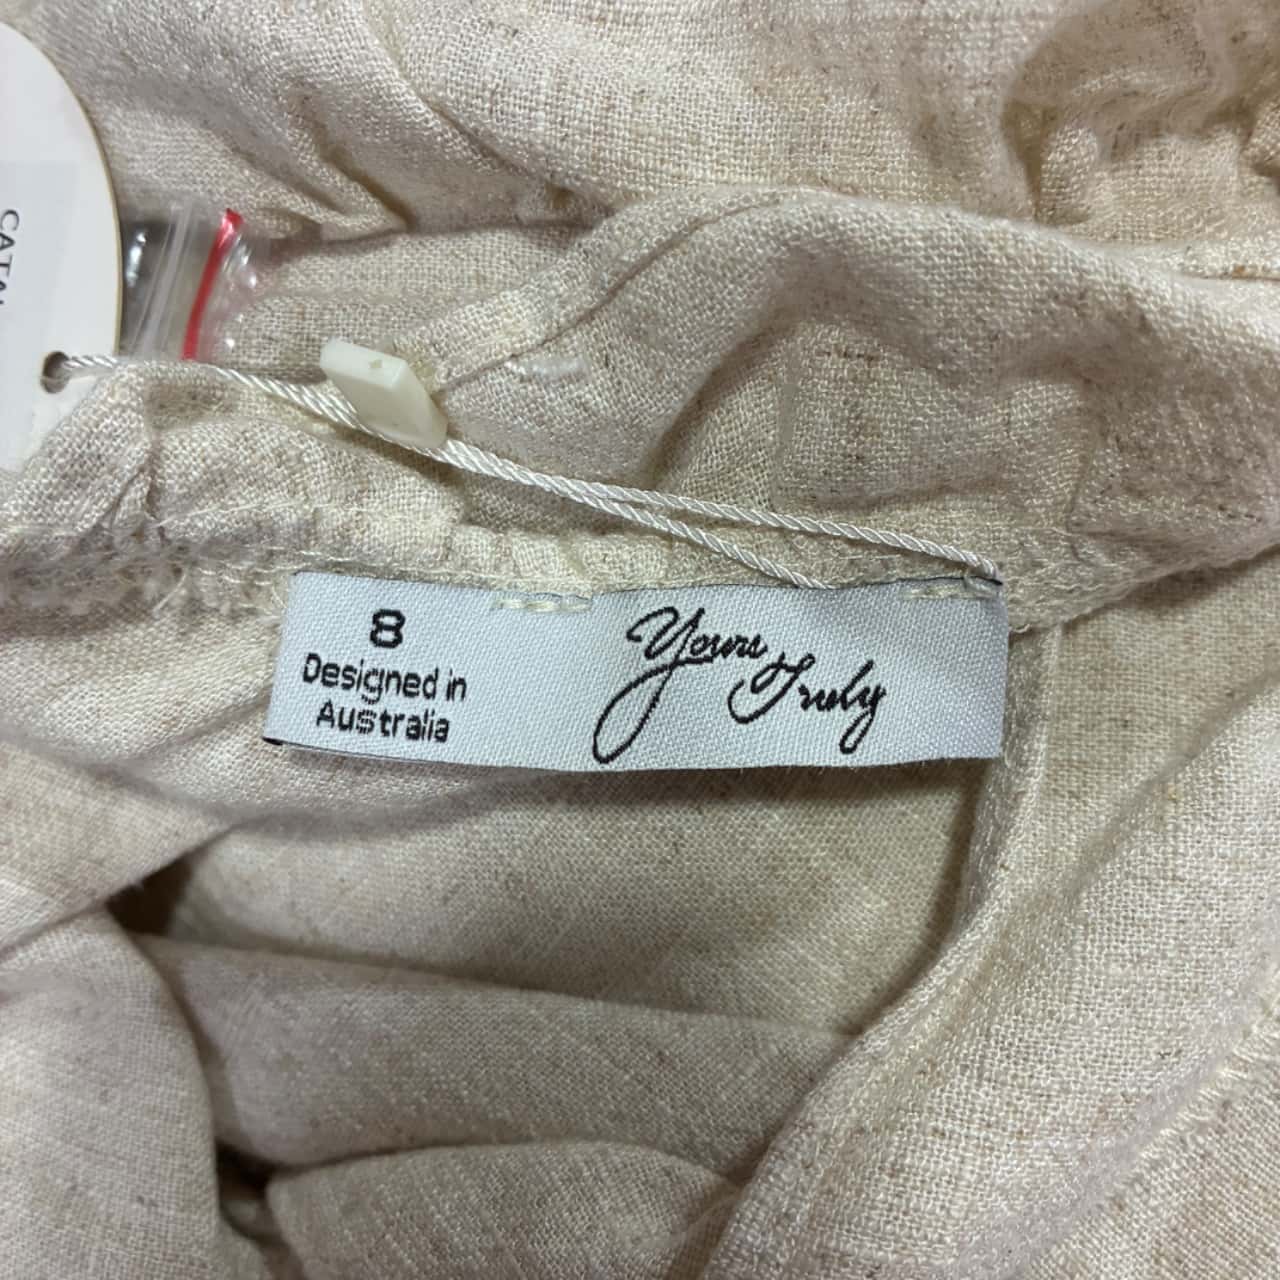 8
Designed in
Australia
Yours
Truly